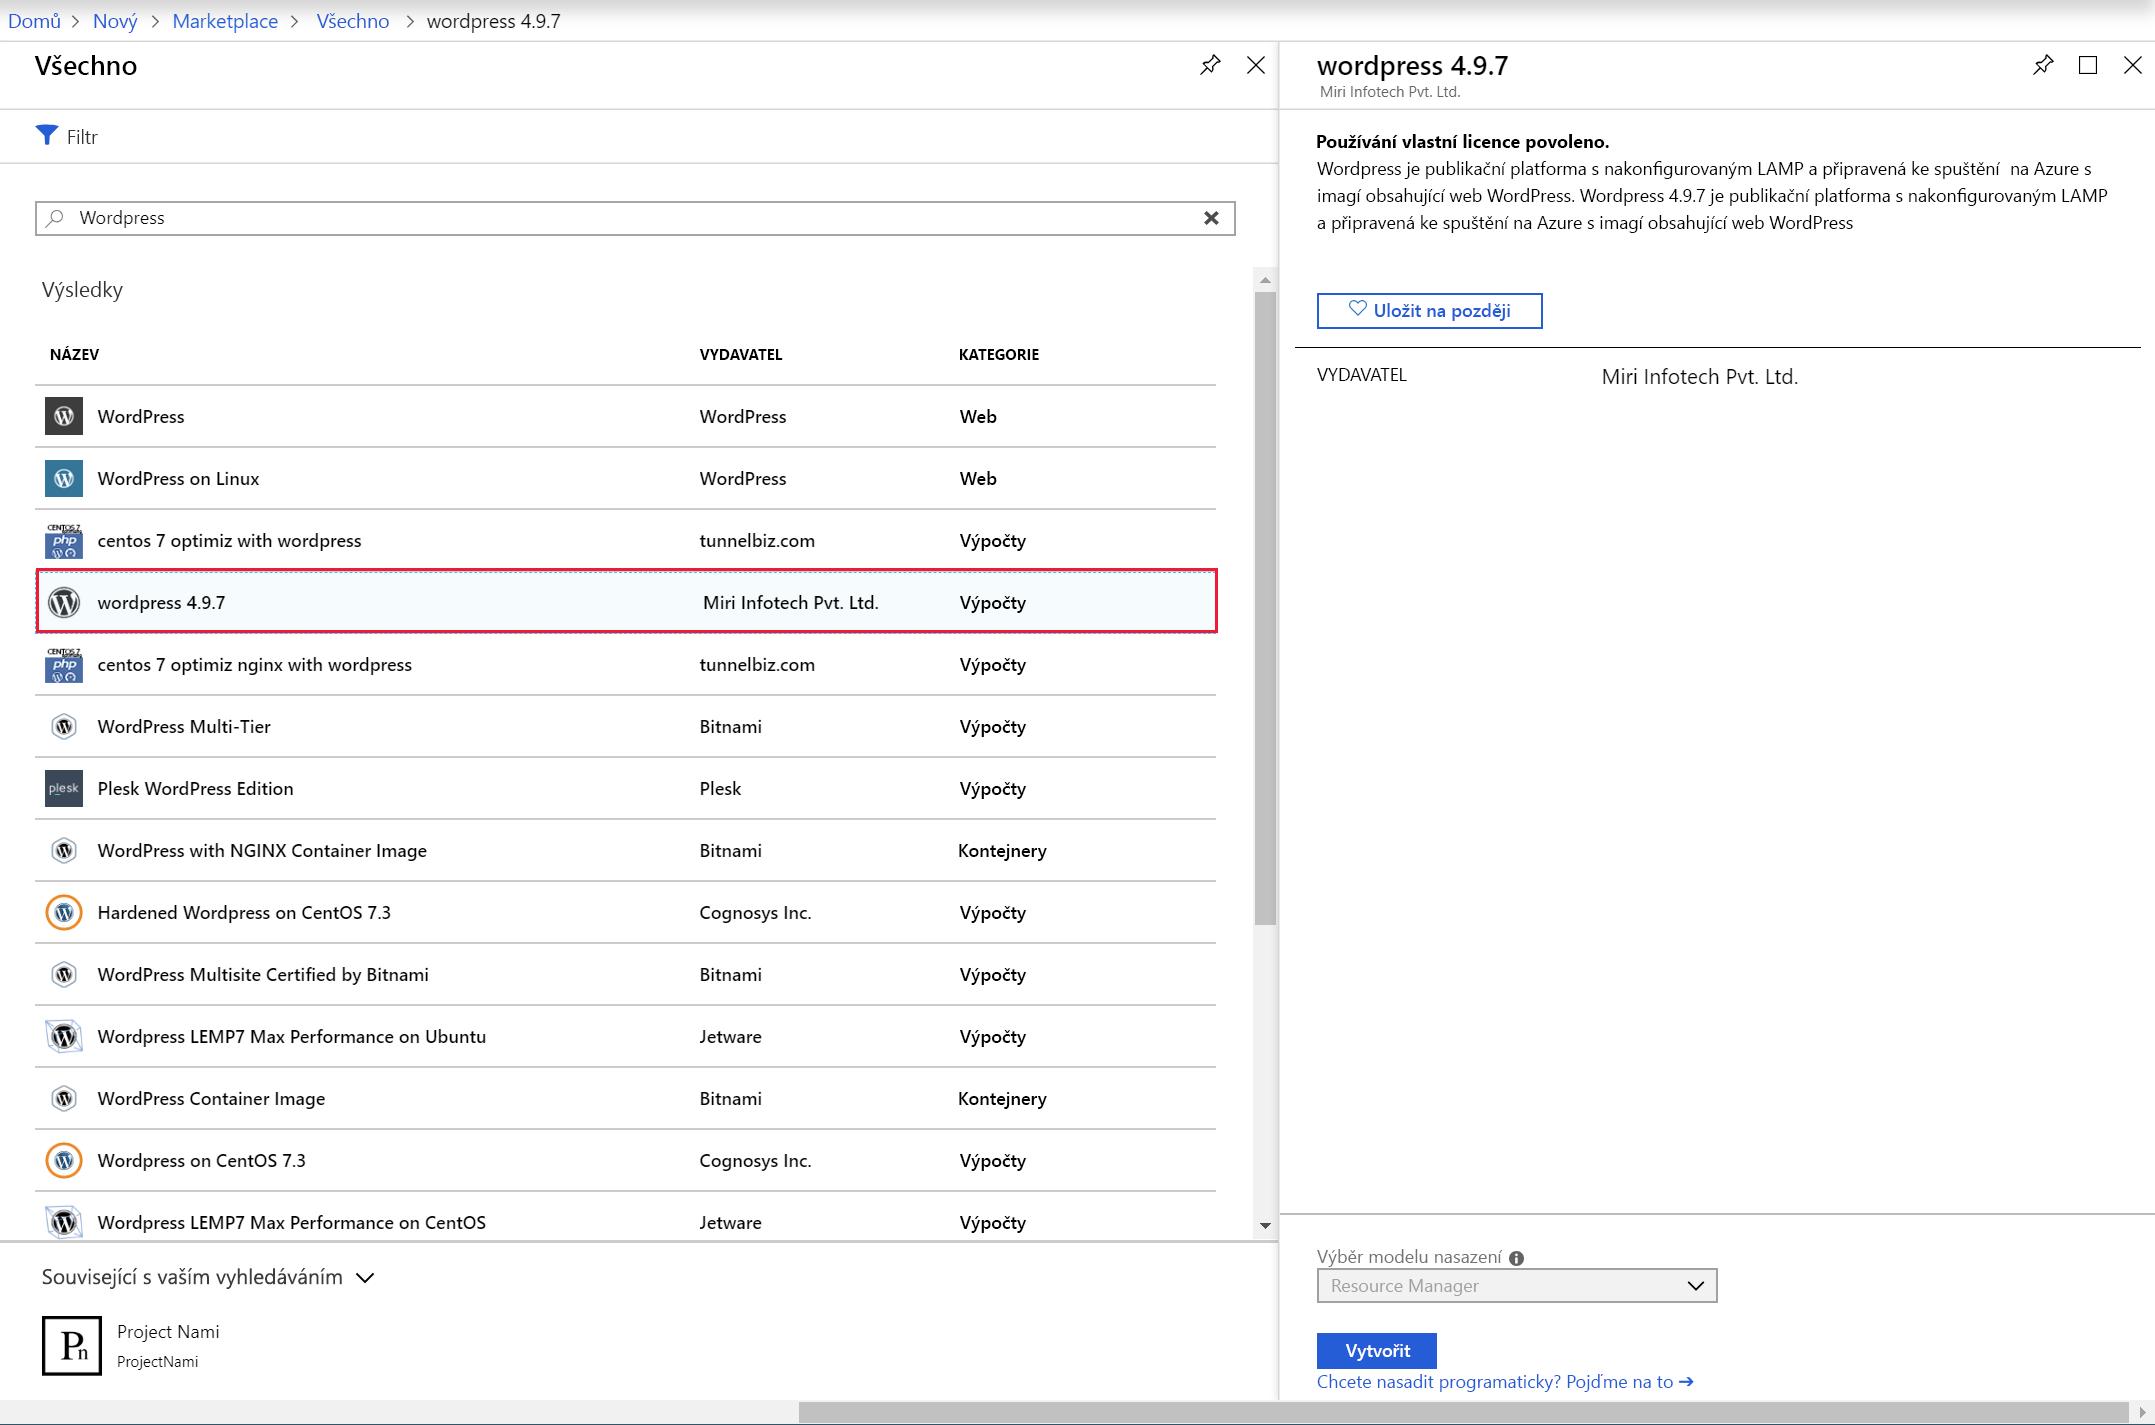 Domů > Nový > Marketplace > Všechno > wordpress 4.9.7
Všechno
Filtr
Wordpress
Výsledky
NÁZEV VYDAVATEL KATEGORIE
WordPress WordPress Web
WordPress on Linux WordPress Web
CENTOS 7
php
centos 7 optimiz with wordpress tunnelbiz.com Výpočty
wordpress 4.9.7 Miri Infotech Pvt. Ltd. Výpočty
CENTOS 7
php
centos 7 optimiz nginx with wordpress tunnelbiz.com Výpočty
WordPress Multi-Tier Bitnami Výpočty
plesk Plesk WordPress Edition Plesk Výpočty
WordPress with NGINX Container Image Bitnami Kontejnery
Hardened Wordpress on CentOS 7.3 Cognosys Inc. Výpočty
WordPress Multisite Certified by Bitnami Bitnami Výpočty
Wordpress LEMP7 Max Performance on Ubuntu Jetware Výpočty
WordPress Container Image Bitnami Kontejnery
Wordpress on CentOS 7.3 Cognosys Inc. Výpočty
Wordpress LEMP7 Max Performance on CentOS Jetware Výpočty
Související s vaším vyhledáváním
Pn
Project Nami
ProjectNami
wordpress 4.9.7
Miri Infotech Pvt. Ltd.
Používání vlastní licence povoleno.
Wordpress je publikační platforma s nakonfigurovaným LAMP a připravená ke spuštění na Azure s
imagí obsahující web WordPress. Wordpress 4.9.7 je publikační platforma s nakonfigurovaným LAMP
a připravená ke spuštění na Azure s imagí obsahující web WordPress
Uložit na později
VYDAVATEL Miri Infotech Pvt. Ltd.
Výběr modelu nasazení
Resource Manager
Vytvořit
Chcete nasadit programaticky? Pojďme na to →